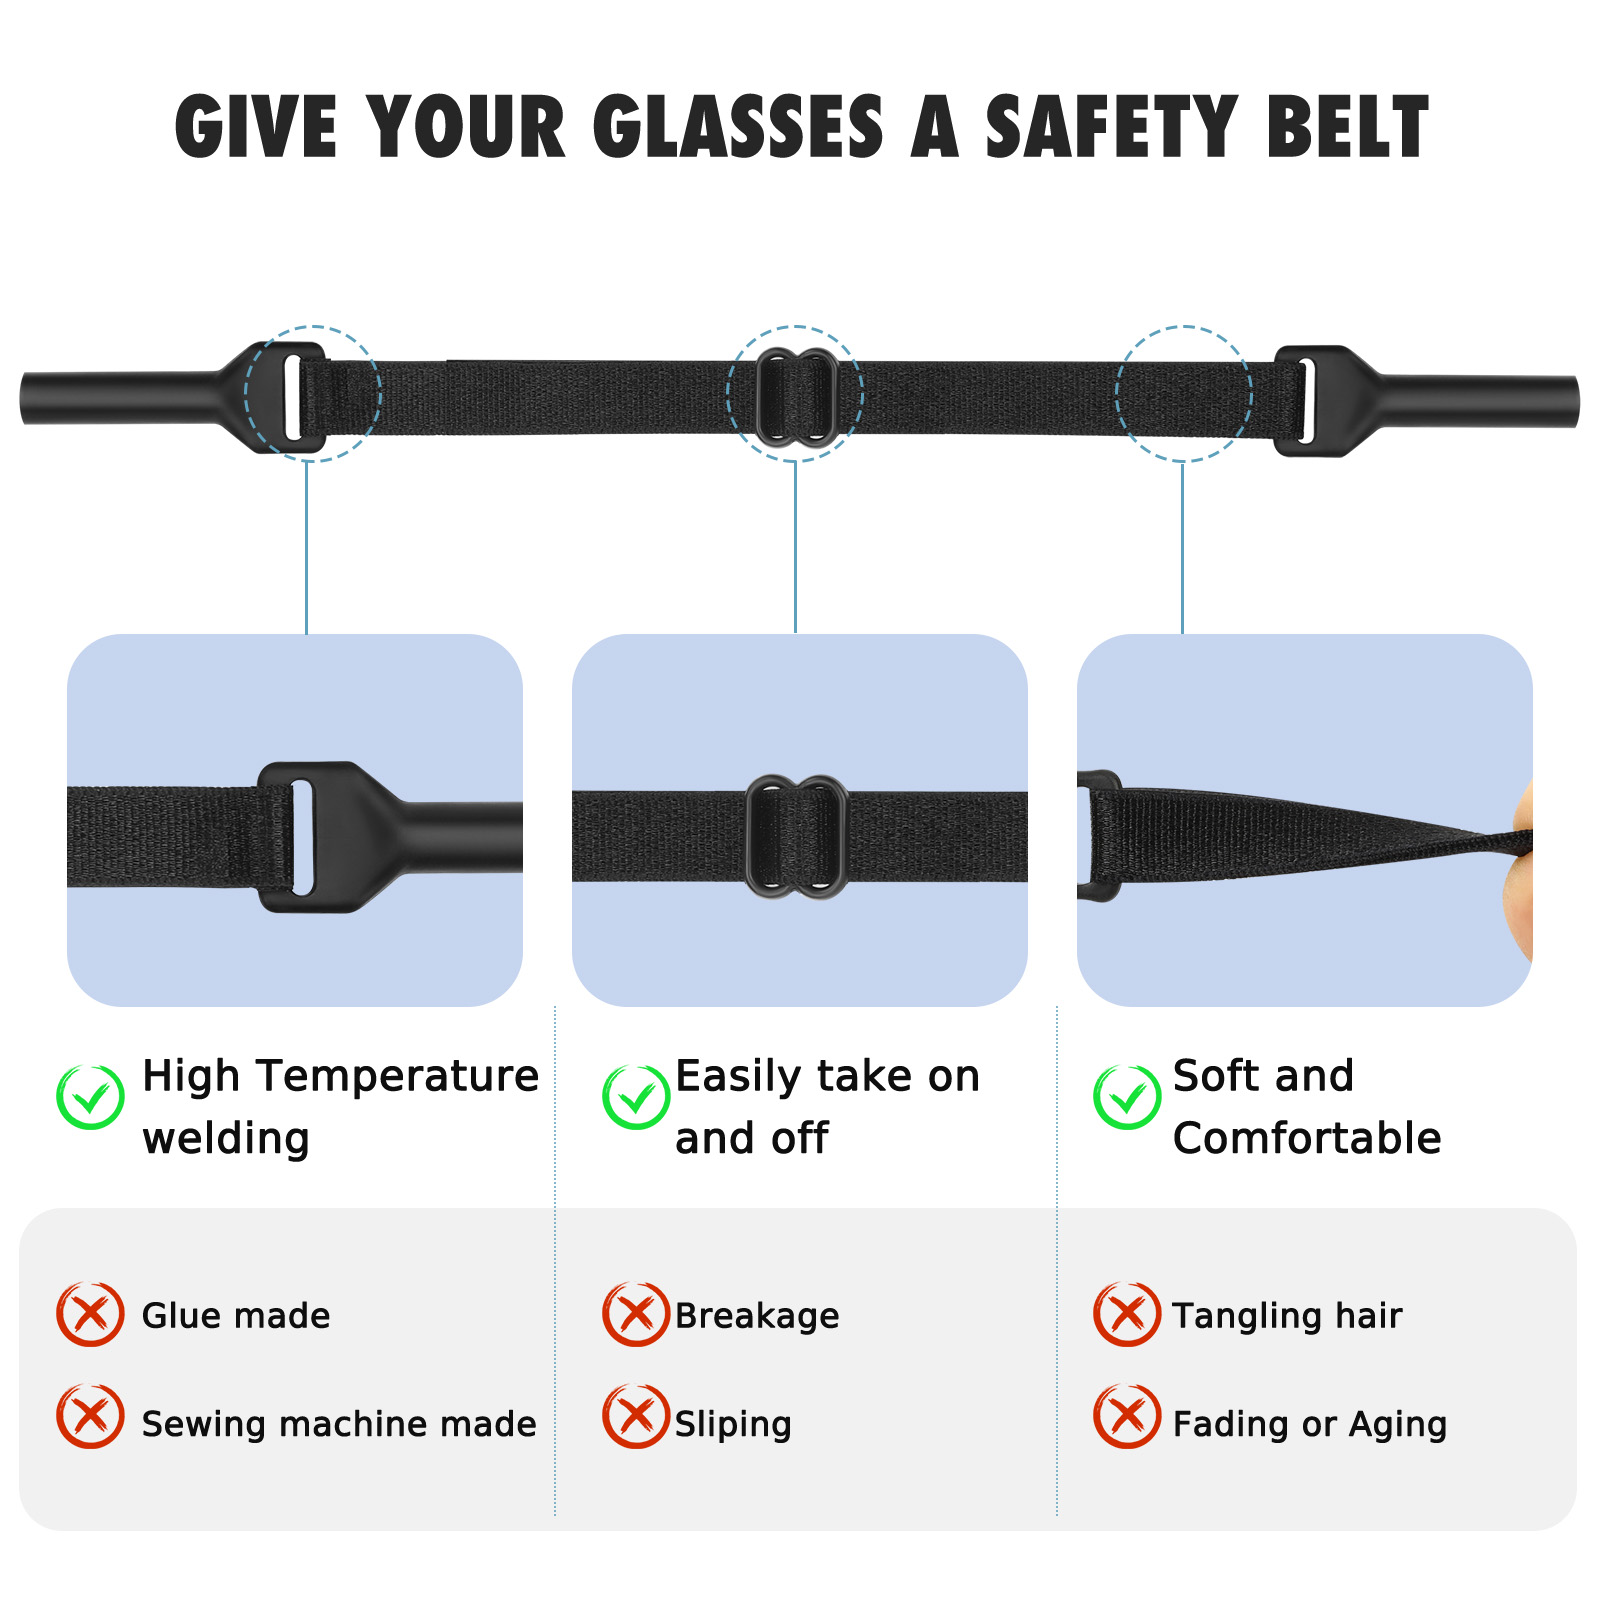 GIVE YOUR GLASSES A SAFETY BELT
High Temperature
welding
Easily take on
and off
Soft and
Comfortable
Glue made
Breakage
Tangling hair
Sewing machine made
Sliping
Fading or Aging